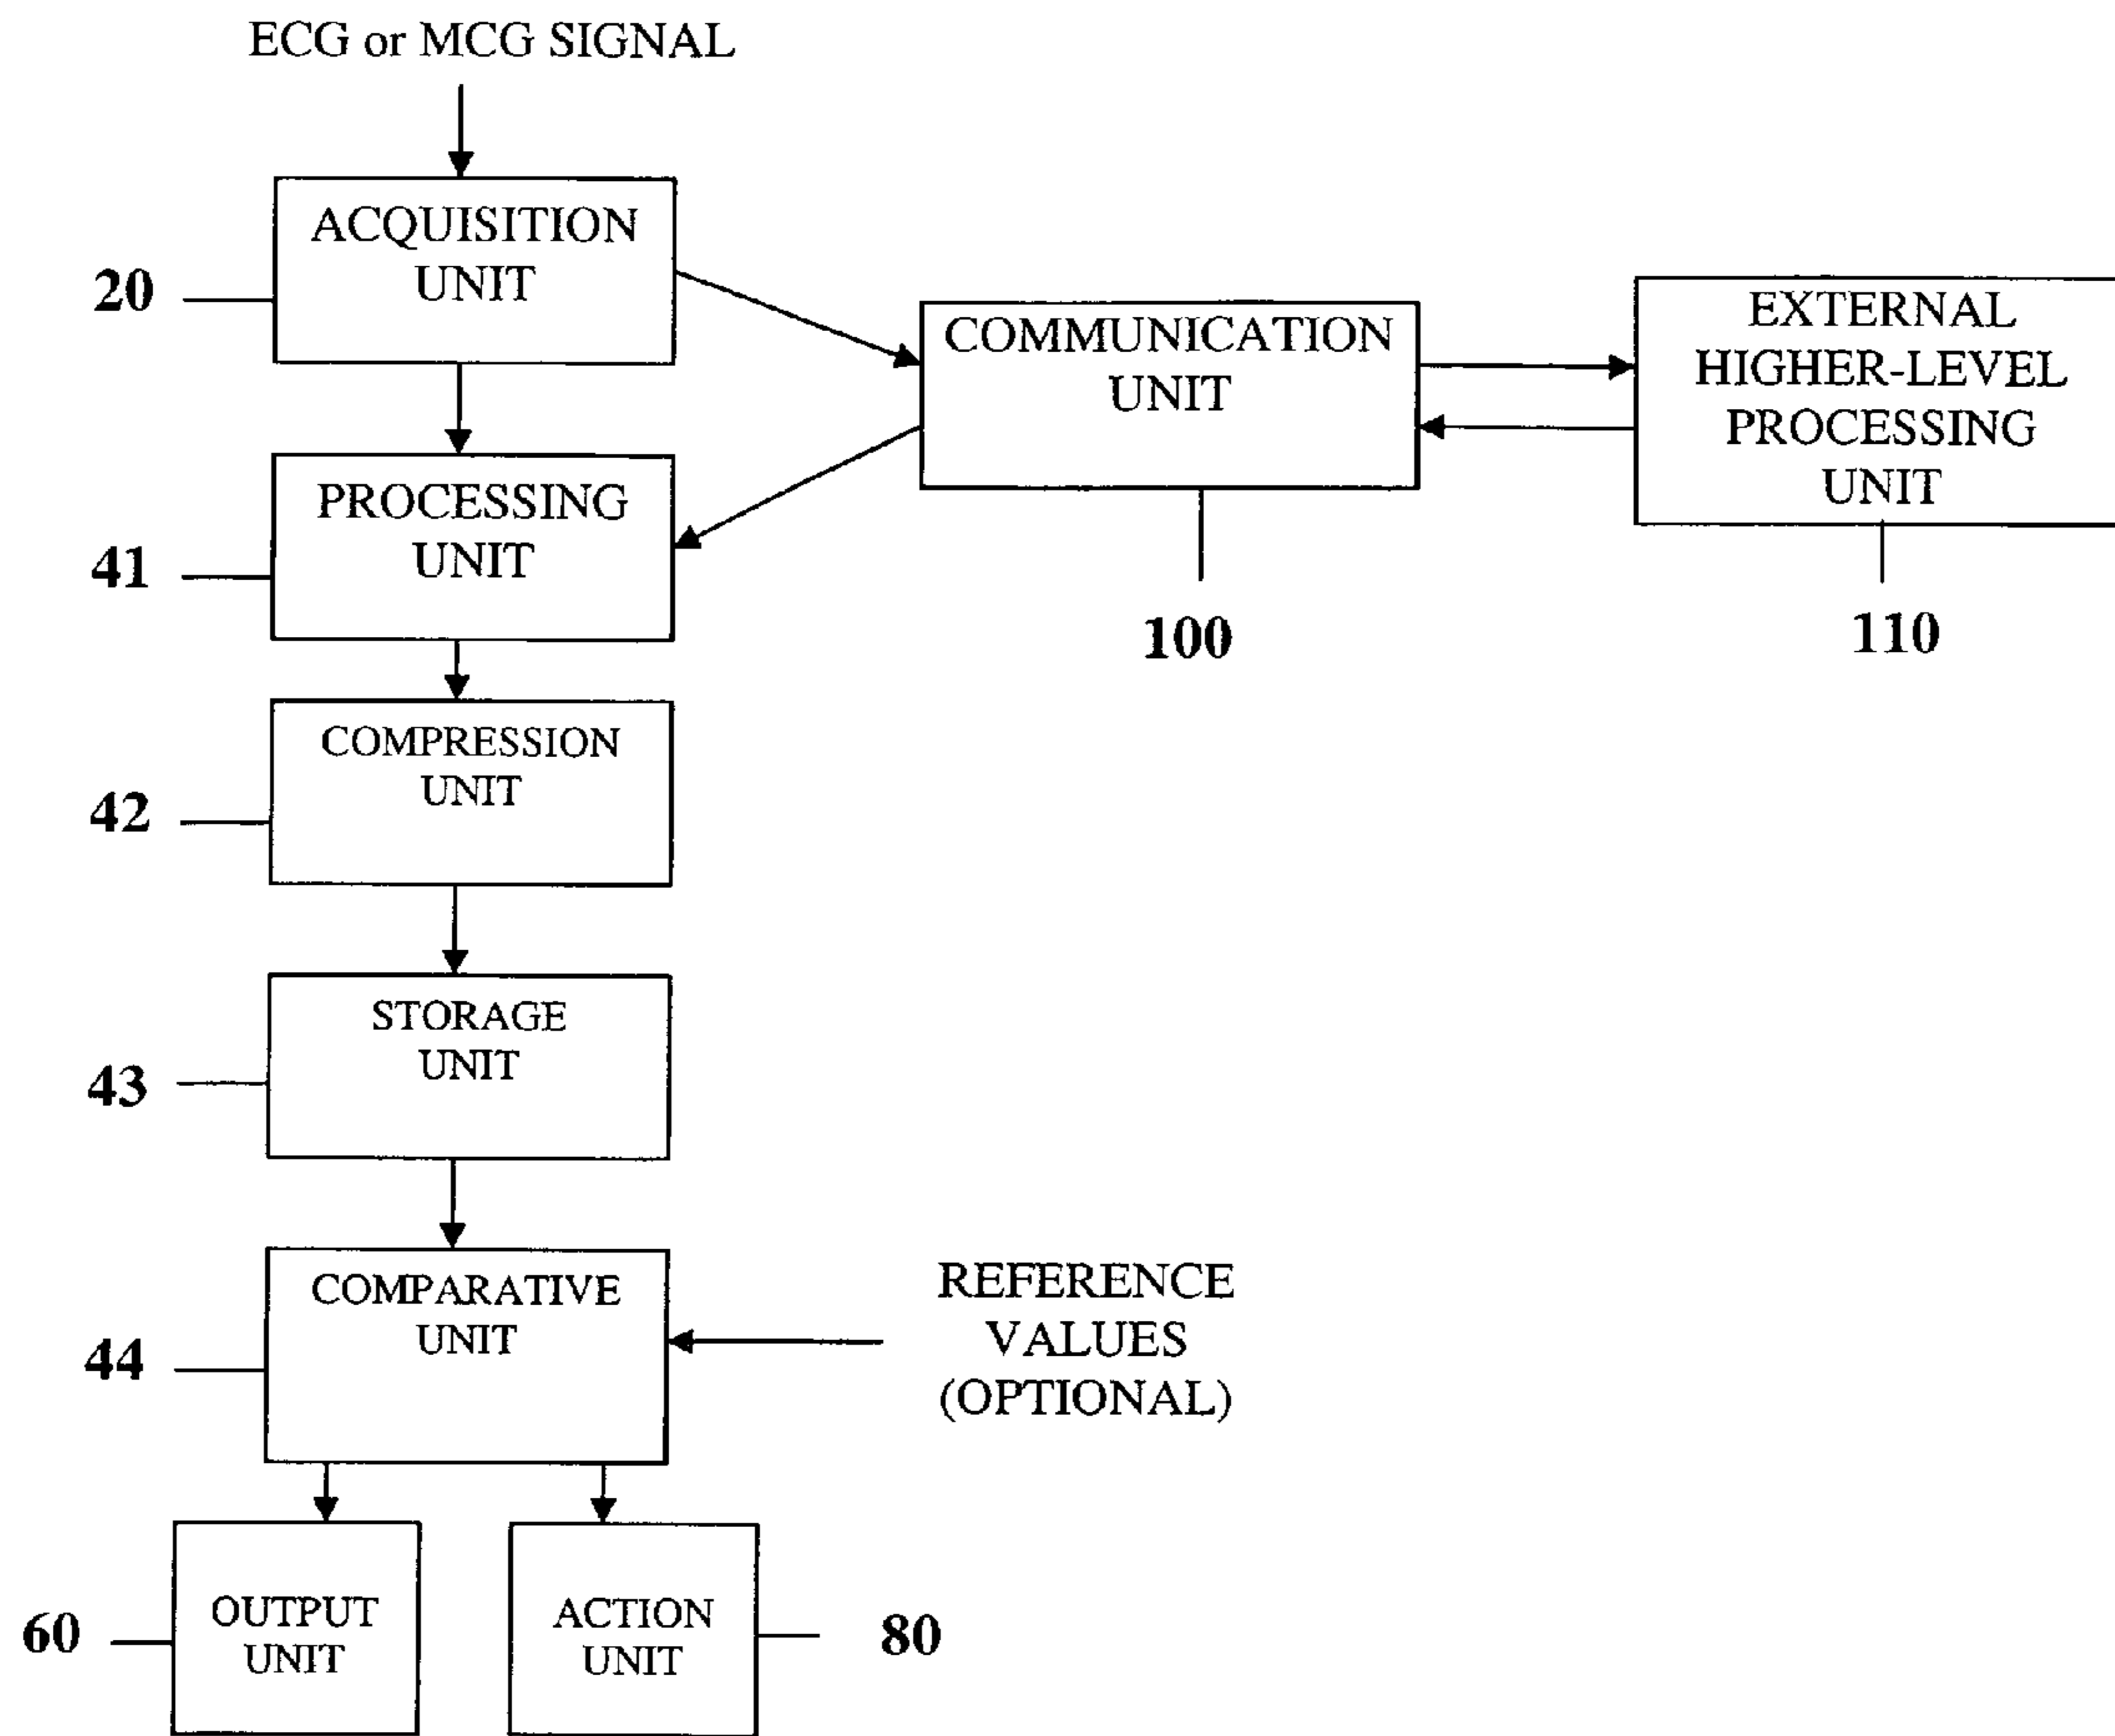 ECG or MCG SIGNAL
ACQUISITION
UNIT
20
COMMUNICATION
UNIT
100
EXTERNAL
HIGHER-LEVEL
PROCESSING
UNIT
110
PROCESSING
UNIT
41
COMPRESSION
UNIT
42
STORAGE
UNIT
43
COMPARATIVE
UNIT
44
REFERENCE
VALUES
(OPTIONAL)
OUTPUT
UNIT
60
ACTION
UNIT
80